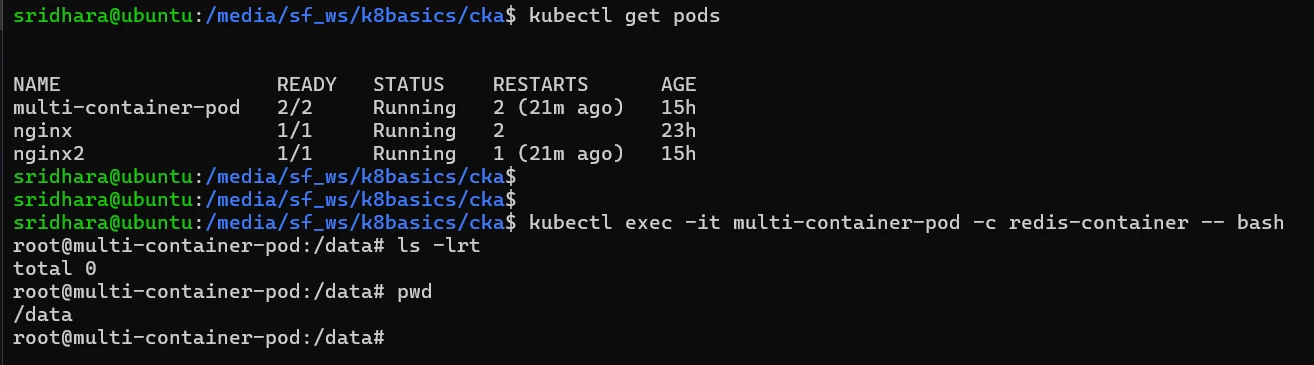 sridhara@ubuntu:/media/sf_ws/k8basics/cka$ kubectl get pods
NAME                  READY   STATUS    RESTARTS      AGE
multi-container-pod   2/2     Running   2 (21m ago)   15h
nginx                 1/1     Running   2             23h
nginx2                1/1     Running   1 (21m ago)   15h
sridhara@ubuntu:/media/sf_ws/k8basics/cka$
sridhara@ubuntu:/media/sf_ws/k8basics/cka$
sridhara@ubuntu:/media/sf_ws/k8basics/cka$ kubectl exec -it multi-container-pod -c redis-container -- bash
root@multi-container-pod:/data# ls -lrt
total 0
root@multi-container-pod:/data# pwd
/data
root@multi-container-pod:/data#